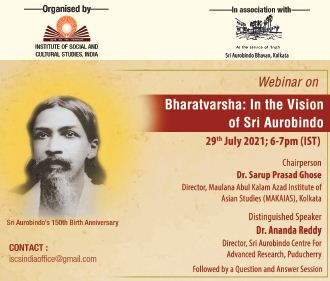 Organised by
In association with
INSTITUTE OF SOCIAL AND
CULTURAL STUDIES, INDIA
At the service of Truth
Sri Aurobindo Bhavan, Kolkata
Webinar on
Bharatvarsha: In the Vision
of Sri Aurobindo
29th July 2021; 6-7pm (IST)
Chairperson
Dr. Sarup Prasad Ghose
Director, Maulana Abul Kalam Azad Institute of
Asian Studies (MAKAIAS), Kolkata
Sri Aurobindo's 150th Birth Anniversary
Distinguished Speaker
Dr. Ananda Reddy
Director, Sri Aurobindo Centre For
Advanced Research, Puducherry
CONTACT :
iscsindiaoffice@gmail.com
Followed by a Question and Answer Session